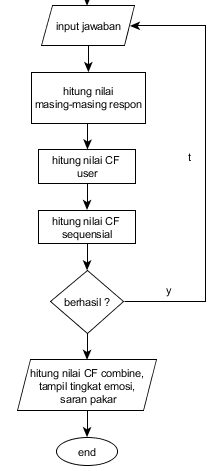 input jawaban
hitung nilai
masing-masing respon
t
hitung nilai CF
user
hitung nilai CF
sequensial
berhasil ?
y
hitung nilai CF combine,
tampil tingkat emosi,
saran pakar
end